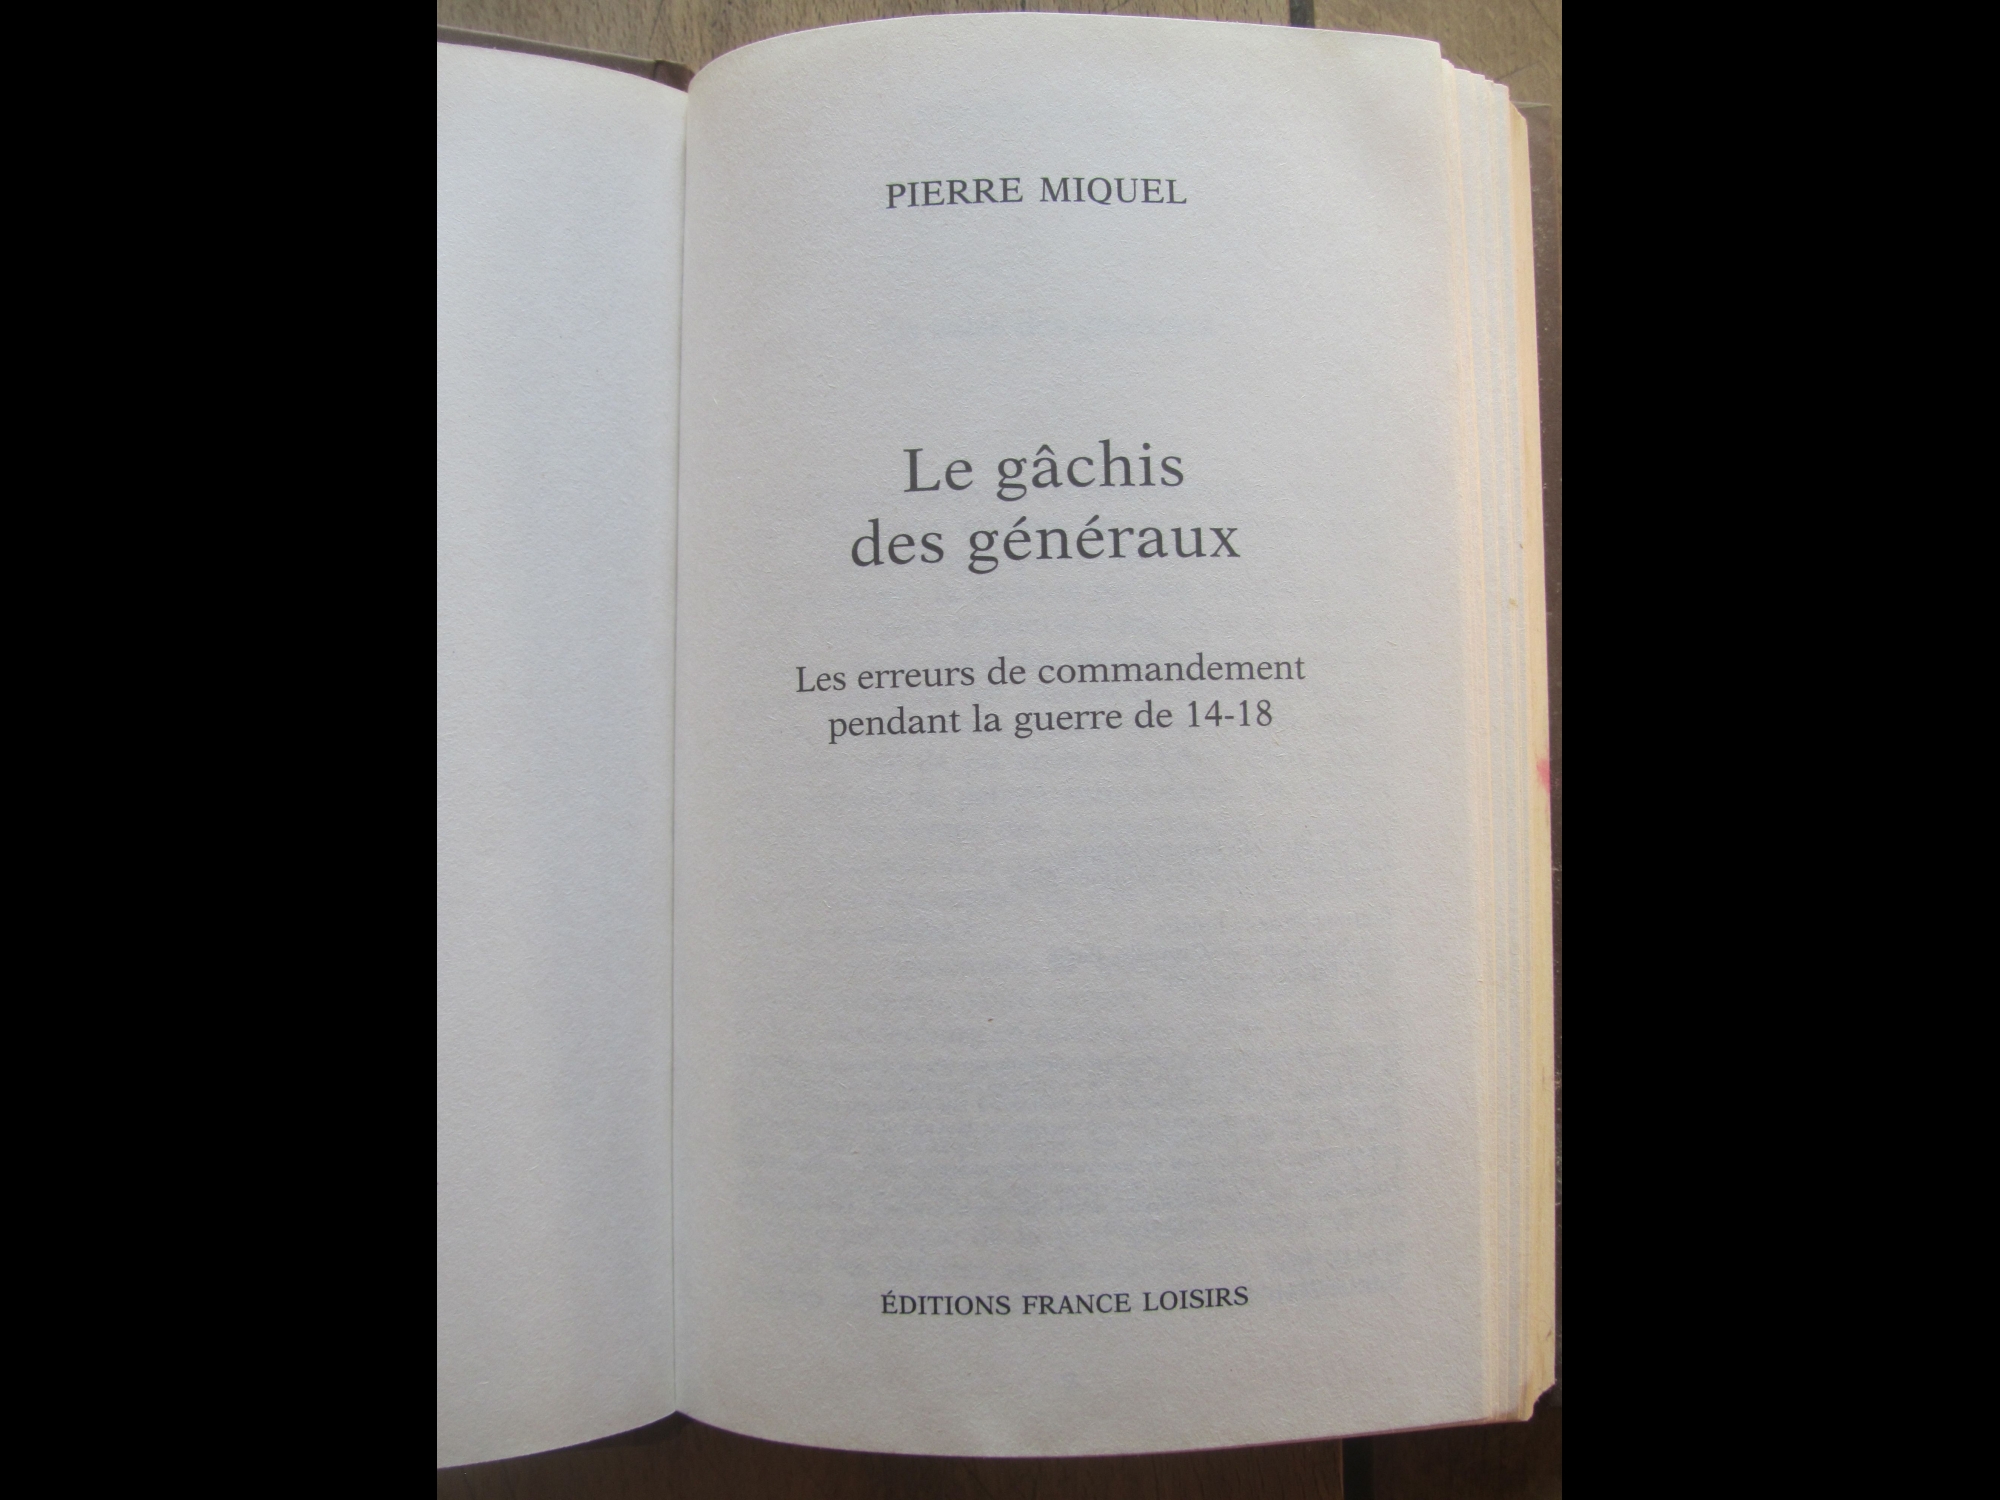 PIERRE MIQUEL
Le gâchis
des généraux
Les erreurs de commandement
pendant la guerre de 14-18
ÉDITIONS FRANCE LOISIRS